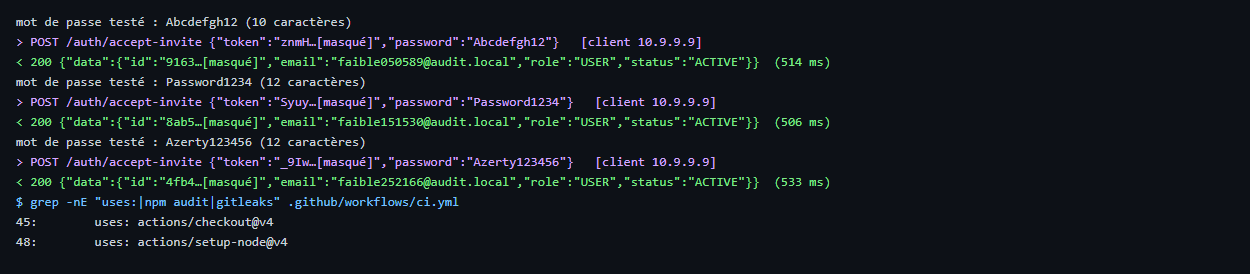 mot de passe testé : Abcdefgh12 (10 caractères)
> POST /auth/accept-invite {"token":"znmH…[masqué]","password":"Abcdefgh12"}   [client 10.9.9.9]
< 200 {"data":{"id":"9163…[masqué]","email":"faible050589@audit.local","role":"USER","status":"ACTIVE"}}  (514 ms)
mot de passe testé : Password1234 (12 caractères)
> POST /auth/accept-invite {"token":"Syuy…[masqué]","password":"Password1234"}   [client 10.9.9.9]
< 200 {"data":{"id":"8ab5…[masqué]","email":"faible151530@audit.local","role":"USER","status":"ACTIVE"}}  (506 ms)
mot de passe testé : Azerty123456 (12 caractères)
> POST /auth/accept-invite {"token":"_9Iw…[masqué]","password":"Azerty123456"}   [client 10.9.9.9]
< 200 {"data":{"id":"4fb4…[masqué]","email":"faible252166@audit.local","role":"USER","status":"ACTIVE"}}  (533 ms)
$ grep -nE "uses:|npm audit|gitleaks" .github/workflows/ci.yml
45:        uses: actions/checkout@v4
48:        uses: actions/setup-node@v4